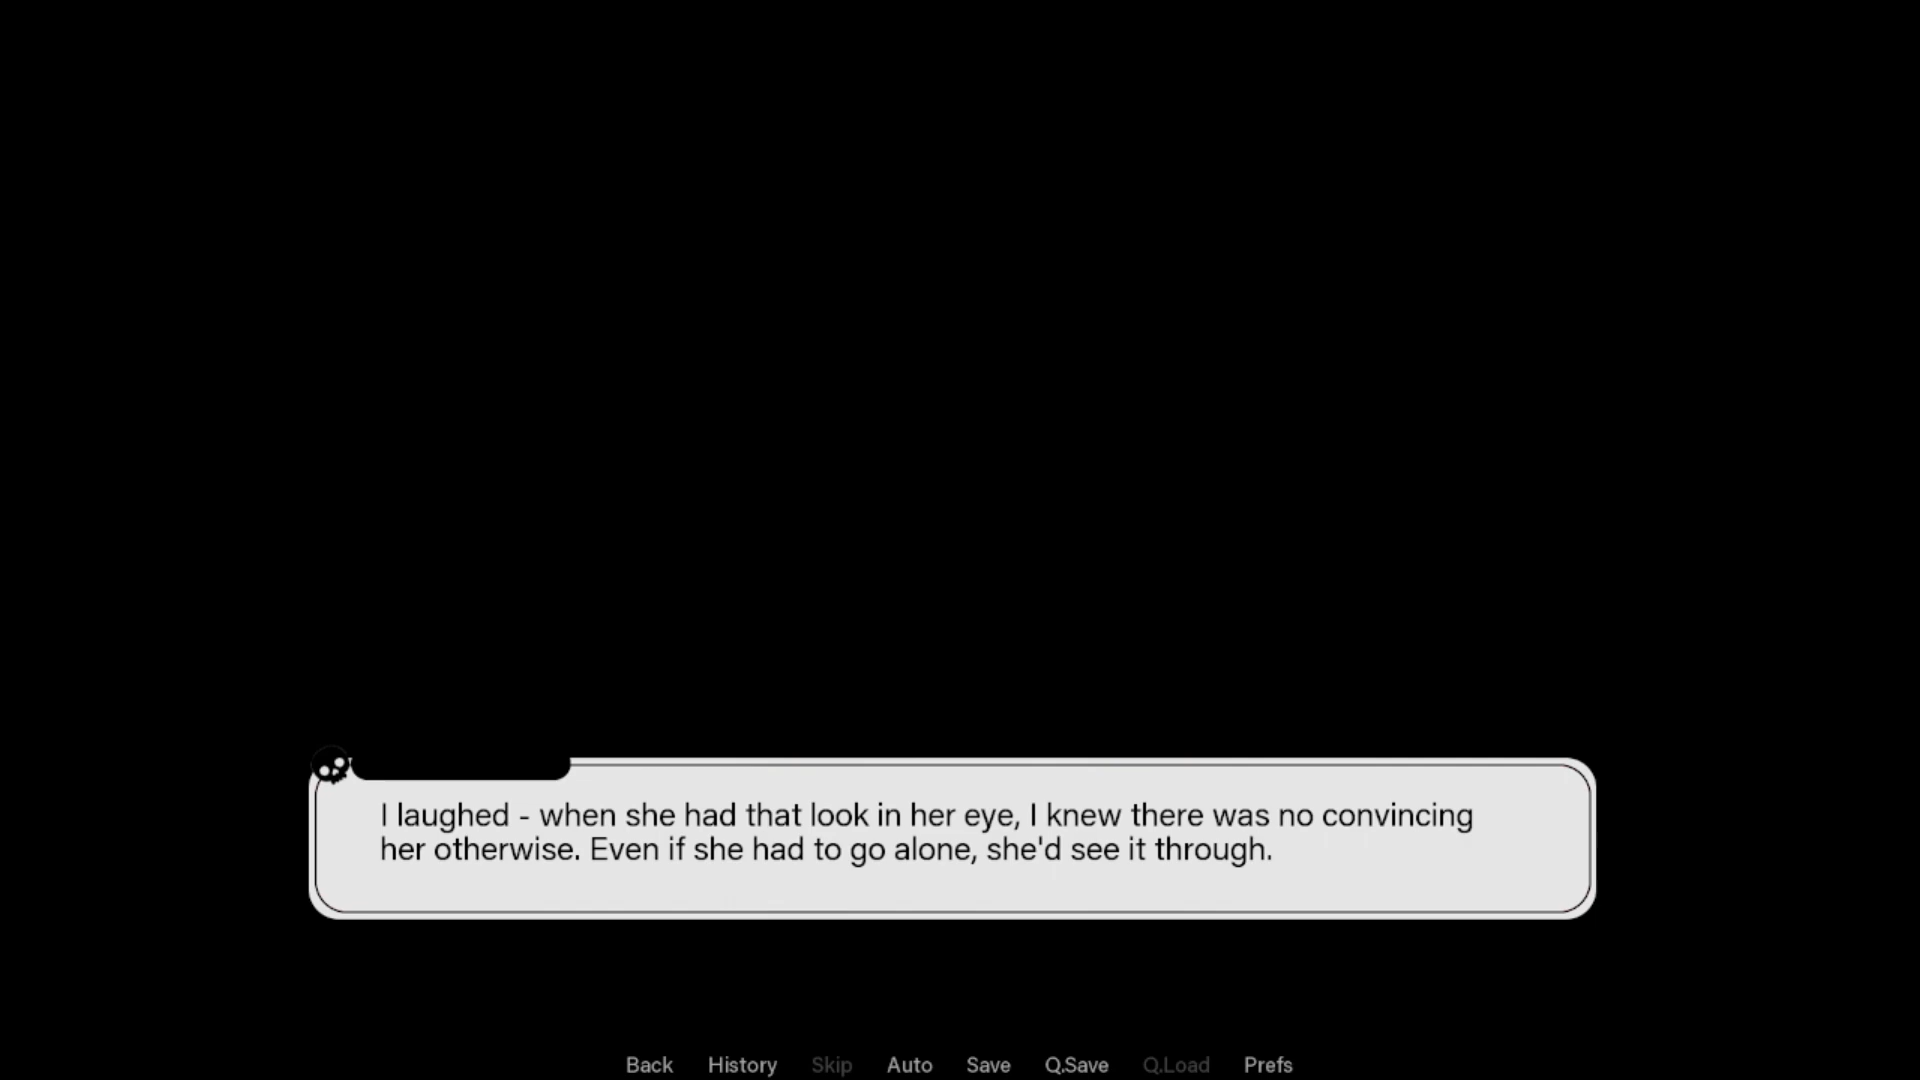 I laughed - when she had that look in her eye, I knew there was no convincing
her otherwise. Even if she had to go alone, she'd see it through.
Back History Skip Auto Save Q.Save Q.Load Prefs